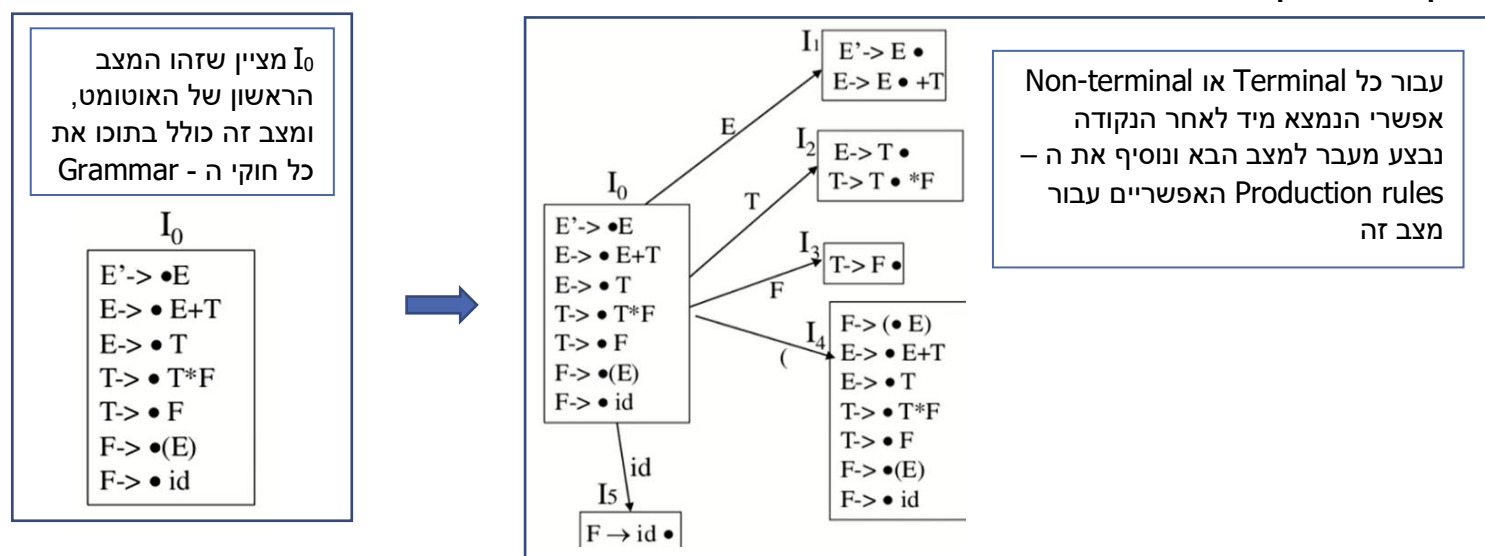 I₀ מציין שזהו המצב
הראשון של האוטומט,
ומצב זה כולל בתוכו את
כל חוקי ה - Grammar
I₀
E'-> •E
E-> • E+T
E-> • T
T-> • T*F
T-> • F
F-> •(E)
F-> • id
I₀
E'-> •E
E-> • E+T
E-> • T
T-> • T*F
T-> • F
F-> •(E)
F-> • id
E
I₁
E'-> E •
E-> E • +T
T
I₂
E-> T •
T-> T • *F
F
I₃
T-> F •
(
I₄
F-> (• E)
E-> • E+T
E-> • T
T-> • T*F
T-> • F
F-> •(E)
F-> • id
id
I5
F → id •
עבור כל Terminal או Non-terminal
אפשרי הנמצא מיד לאחר הנקודה
נבצע מעבר למצב הבא ונוסיף את ה –
Production rules האפשריים עבור
מצב זה